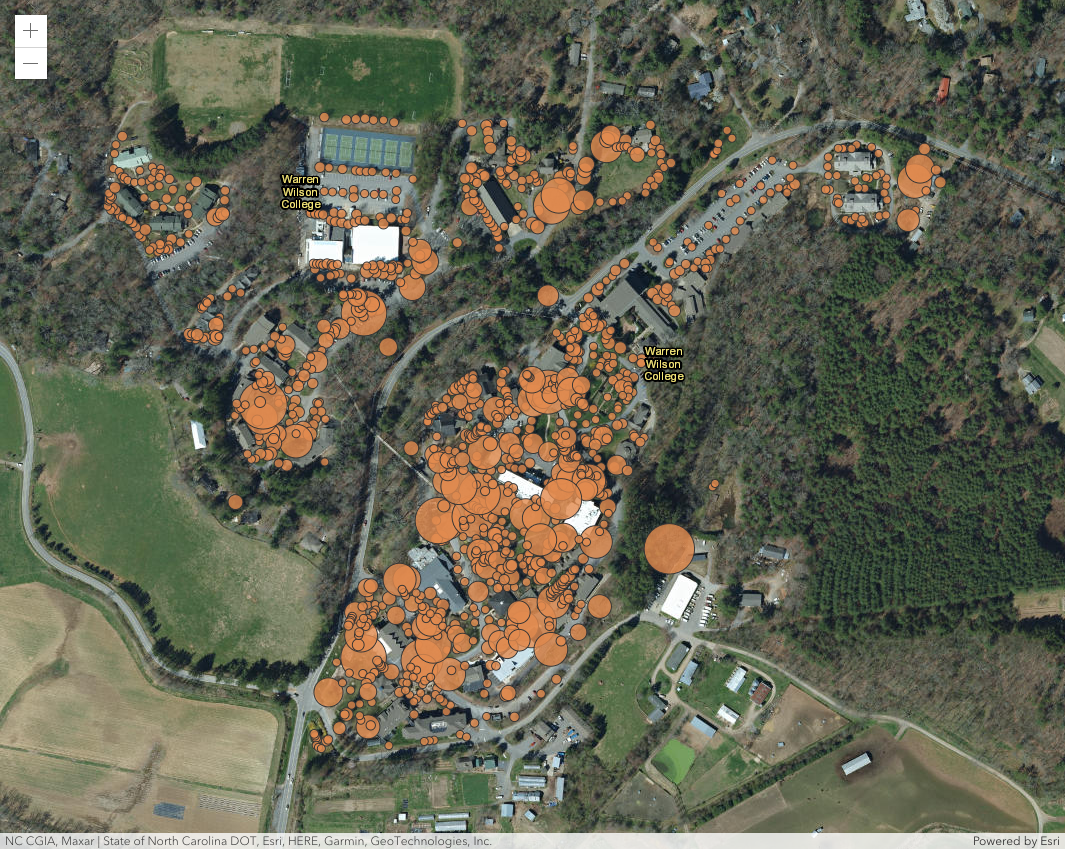 Warren
Wilson
College
Warren
Wilson
College
NC CGIA, Maxar | State of North Carolina DOT, Esri, HERE, Garmin, GeoTechnologies, Inc.
Powered by Esri